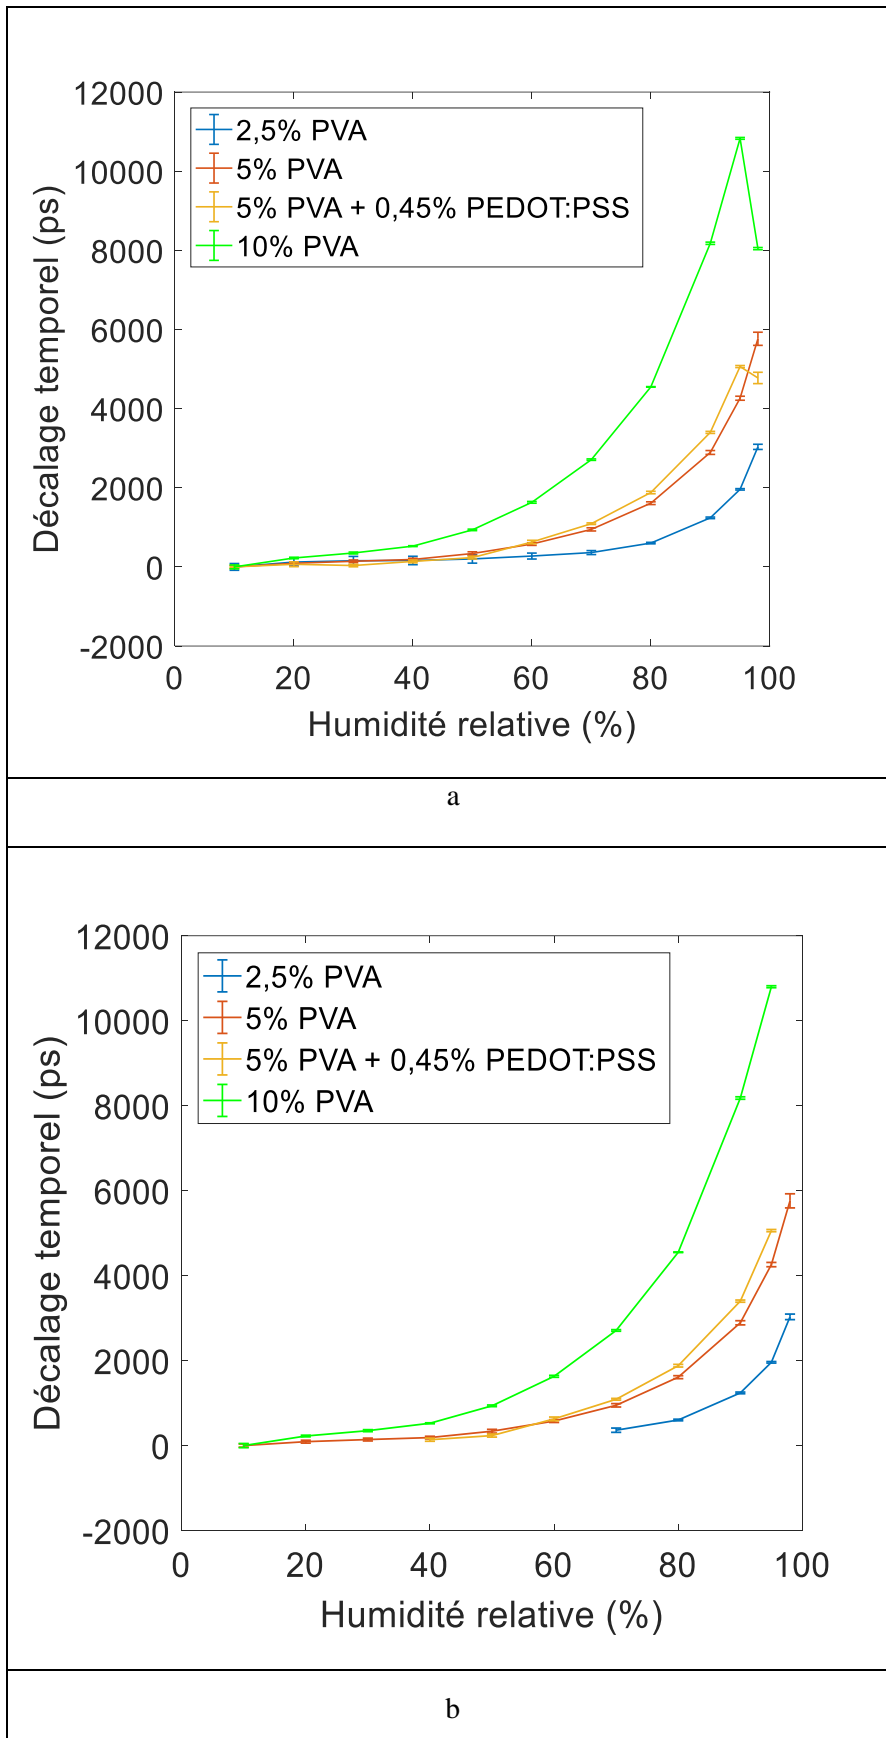 12000
10000
8000
6000
4000
2000
0
-2000
Décalage temporel (ps)
2,5% PVA
5% PVA
5% PVA + 0,45% PEDOT:PSS
10% PVA
0 20 40 60 80 100
Humidité relative (%)
a
12000
10000
8000
6000
4000
2000
0
-2000
Décalage temporel (ps)
2,5% PVA
5% PVA
5% PVA + 0,45% PEDOT:PSS
10% PVA
0 20 40 60 80 100
Humidité relative (%)
b